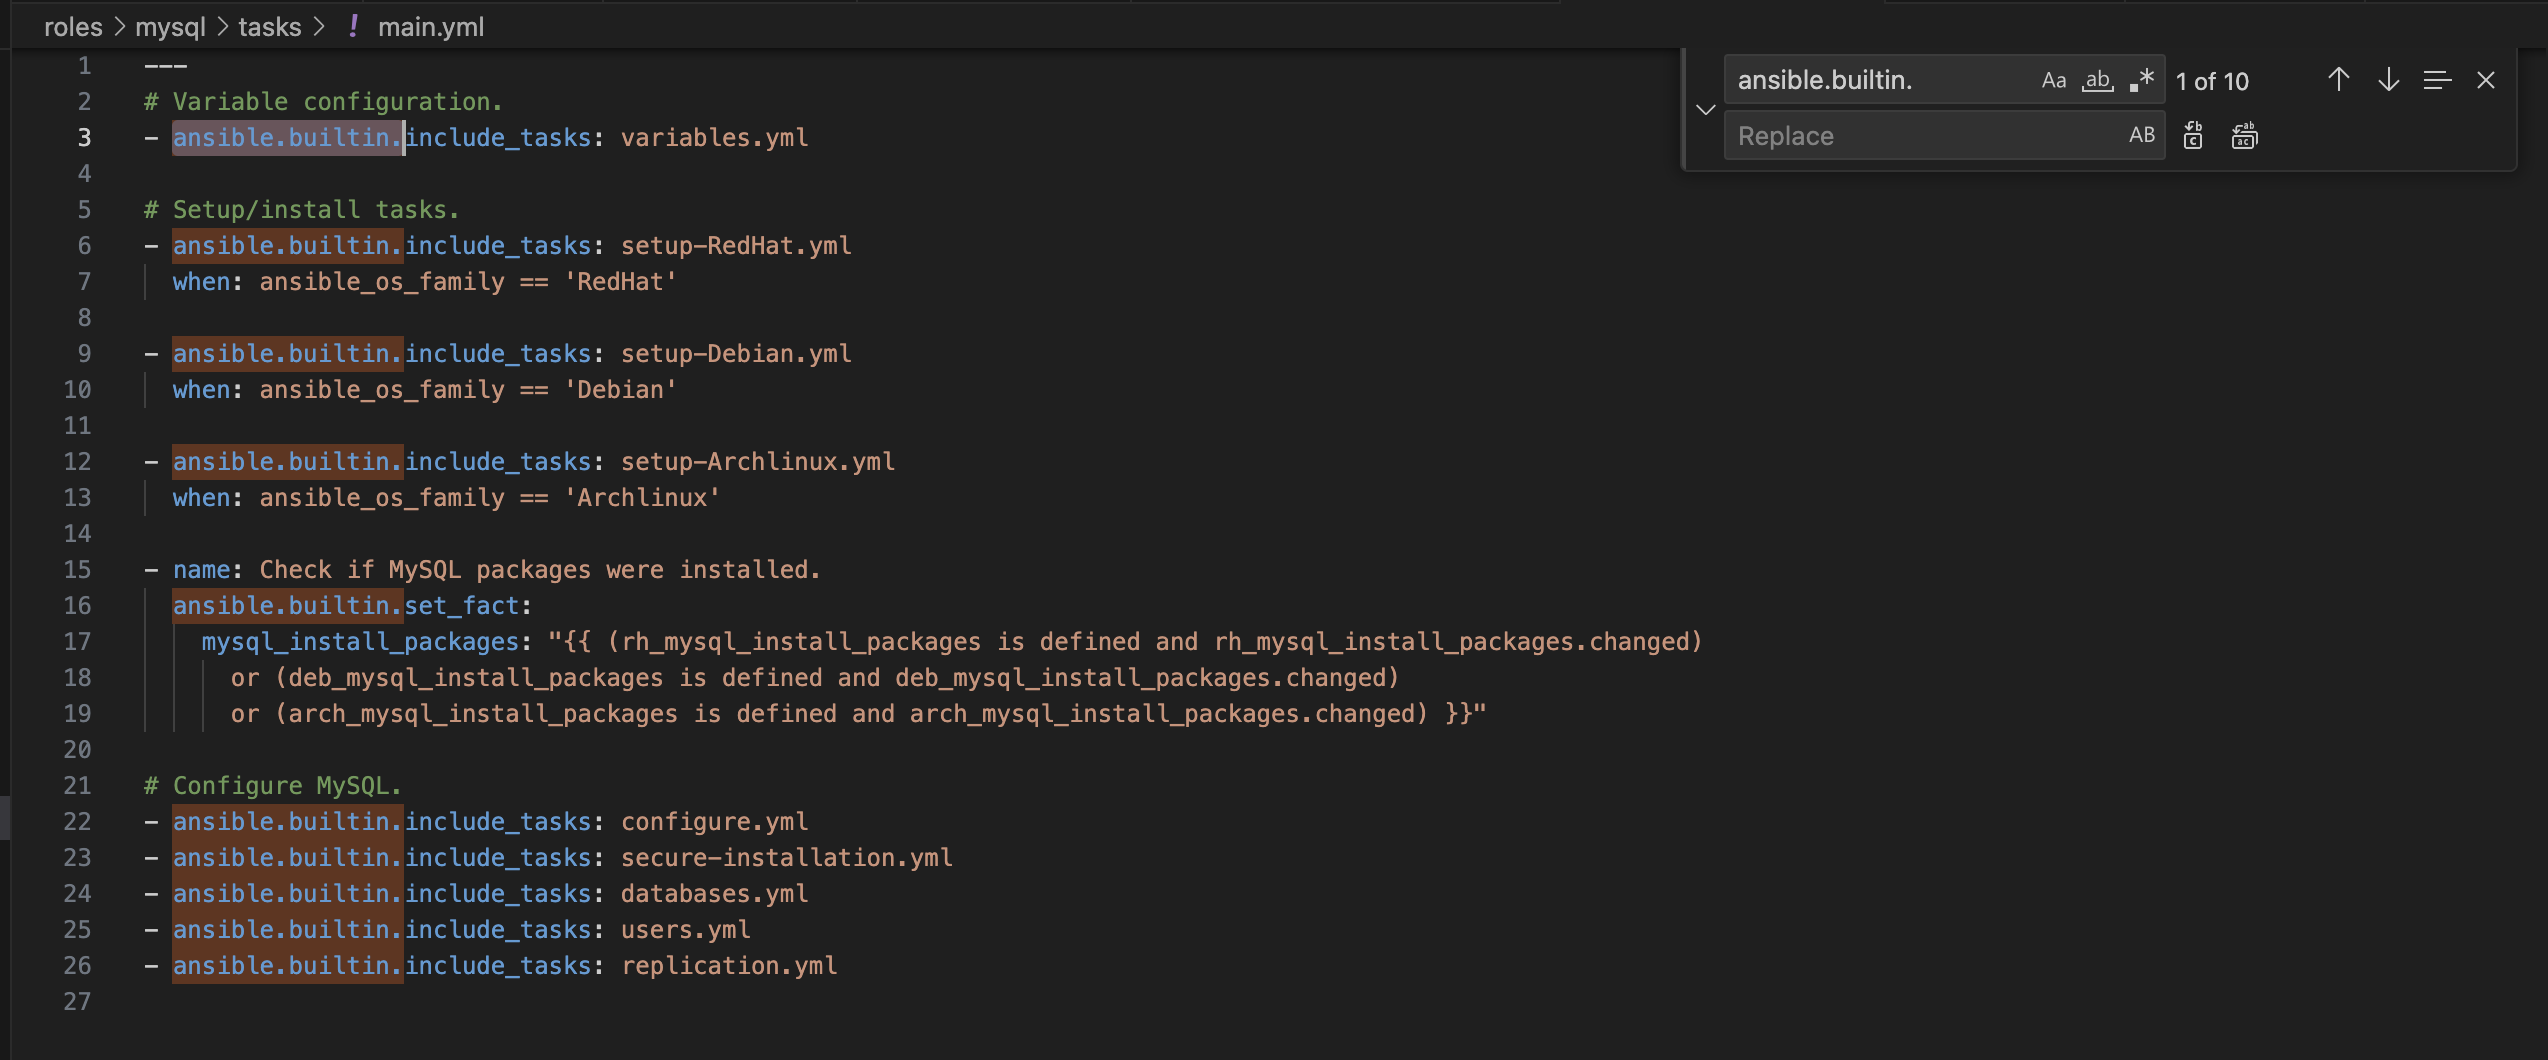 roles > mysql > tasks > ! main.yml
ansible.builtin. Aa ab .* 1 of 10
Replace AB
1 ---
2 # Variable configuration.
3 - ansible.builtin.include_tasks: variables.yml
4
5 # Setup/install tasks.
6 - ansible.builtin.include_tasks: setup-RedHat.yml
7 when: ansible_os_family == 'RedHat'
8
9 - ansible.builtin.include_tasks: setup-Debian.yml
10 when: ansible_os_family == 'Debian'
11
12 - ansible.builtin.include_tasks: setup-Archlinux.yml
13 when: ansible_os_family == 'Archlinux'
14
15 - name: Check if MySQL packages were installed.
16 ansible.builtin.set_fact:
17 mysql_install_packages: "{{ (rh_mysql_install_packages is defined and rh_mysql_install_packages.changed)
18 or (deb_mysql_install_packages is defined and deb_mysql_install_packages.changed)
19 or (arch_mysql_install_packages is defined and arch_mysql_install_packages.changed) }}"
20
21 # Configure MySQL.
22 - ansible.builtin.include_tasks: configure.yml
23 - ansible.builtin.include_tasks: secure-installation.yml
24 - ansible.builtin.include_tasks: databases.yml
25 - ansible.builtin.include_tasks: users.yml
26 - ansible.builtin.include_tasks: replication.yml
27